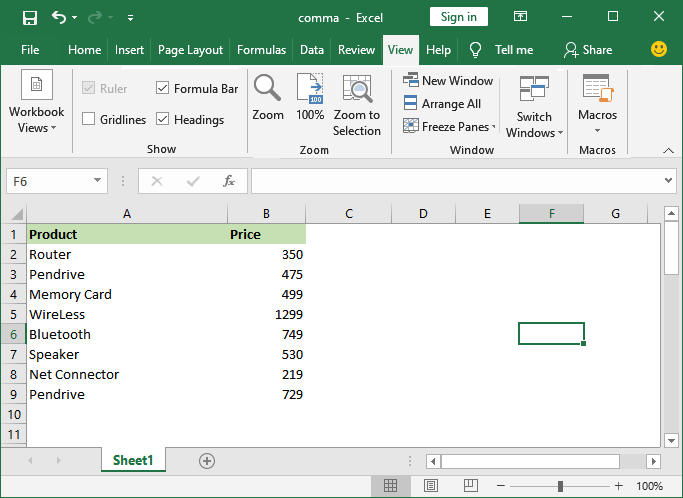 comma - Excel
Sign in
File Home Insert Page Layout Formulas Data Review View Help Tell me Share
Workbook Views
Ruler
Formula Bar
Gridlines
Headings
Show
Zoom
100
100%
Zoom to Selection
Zoom
New Window
Arrange All
Freeze Panes
Switch Windows
Window
Macros
Macros
F6 fx
A B C D E F G
1 Product Price
2 Router 350
3 Pendrive 475
4 Memory Card 499
5 WireLess 1299
6 Bluetooth 749
7 Speaker 530
8 Net Connector 219
9 Pendrive 729
10
11
Sheet1
100%